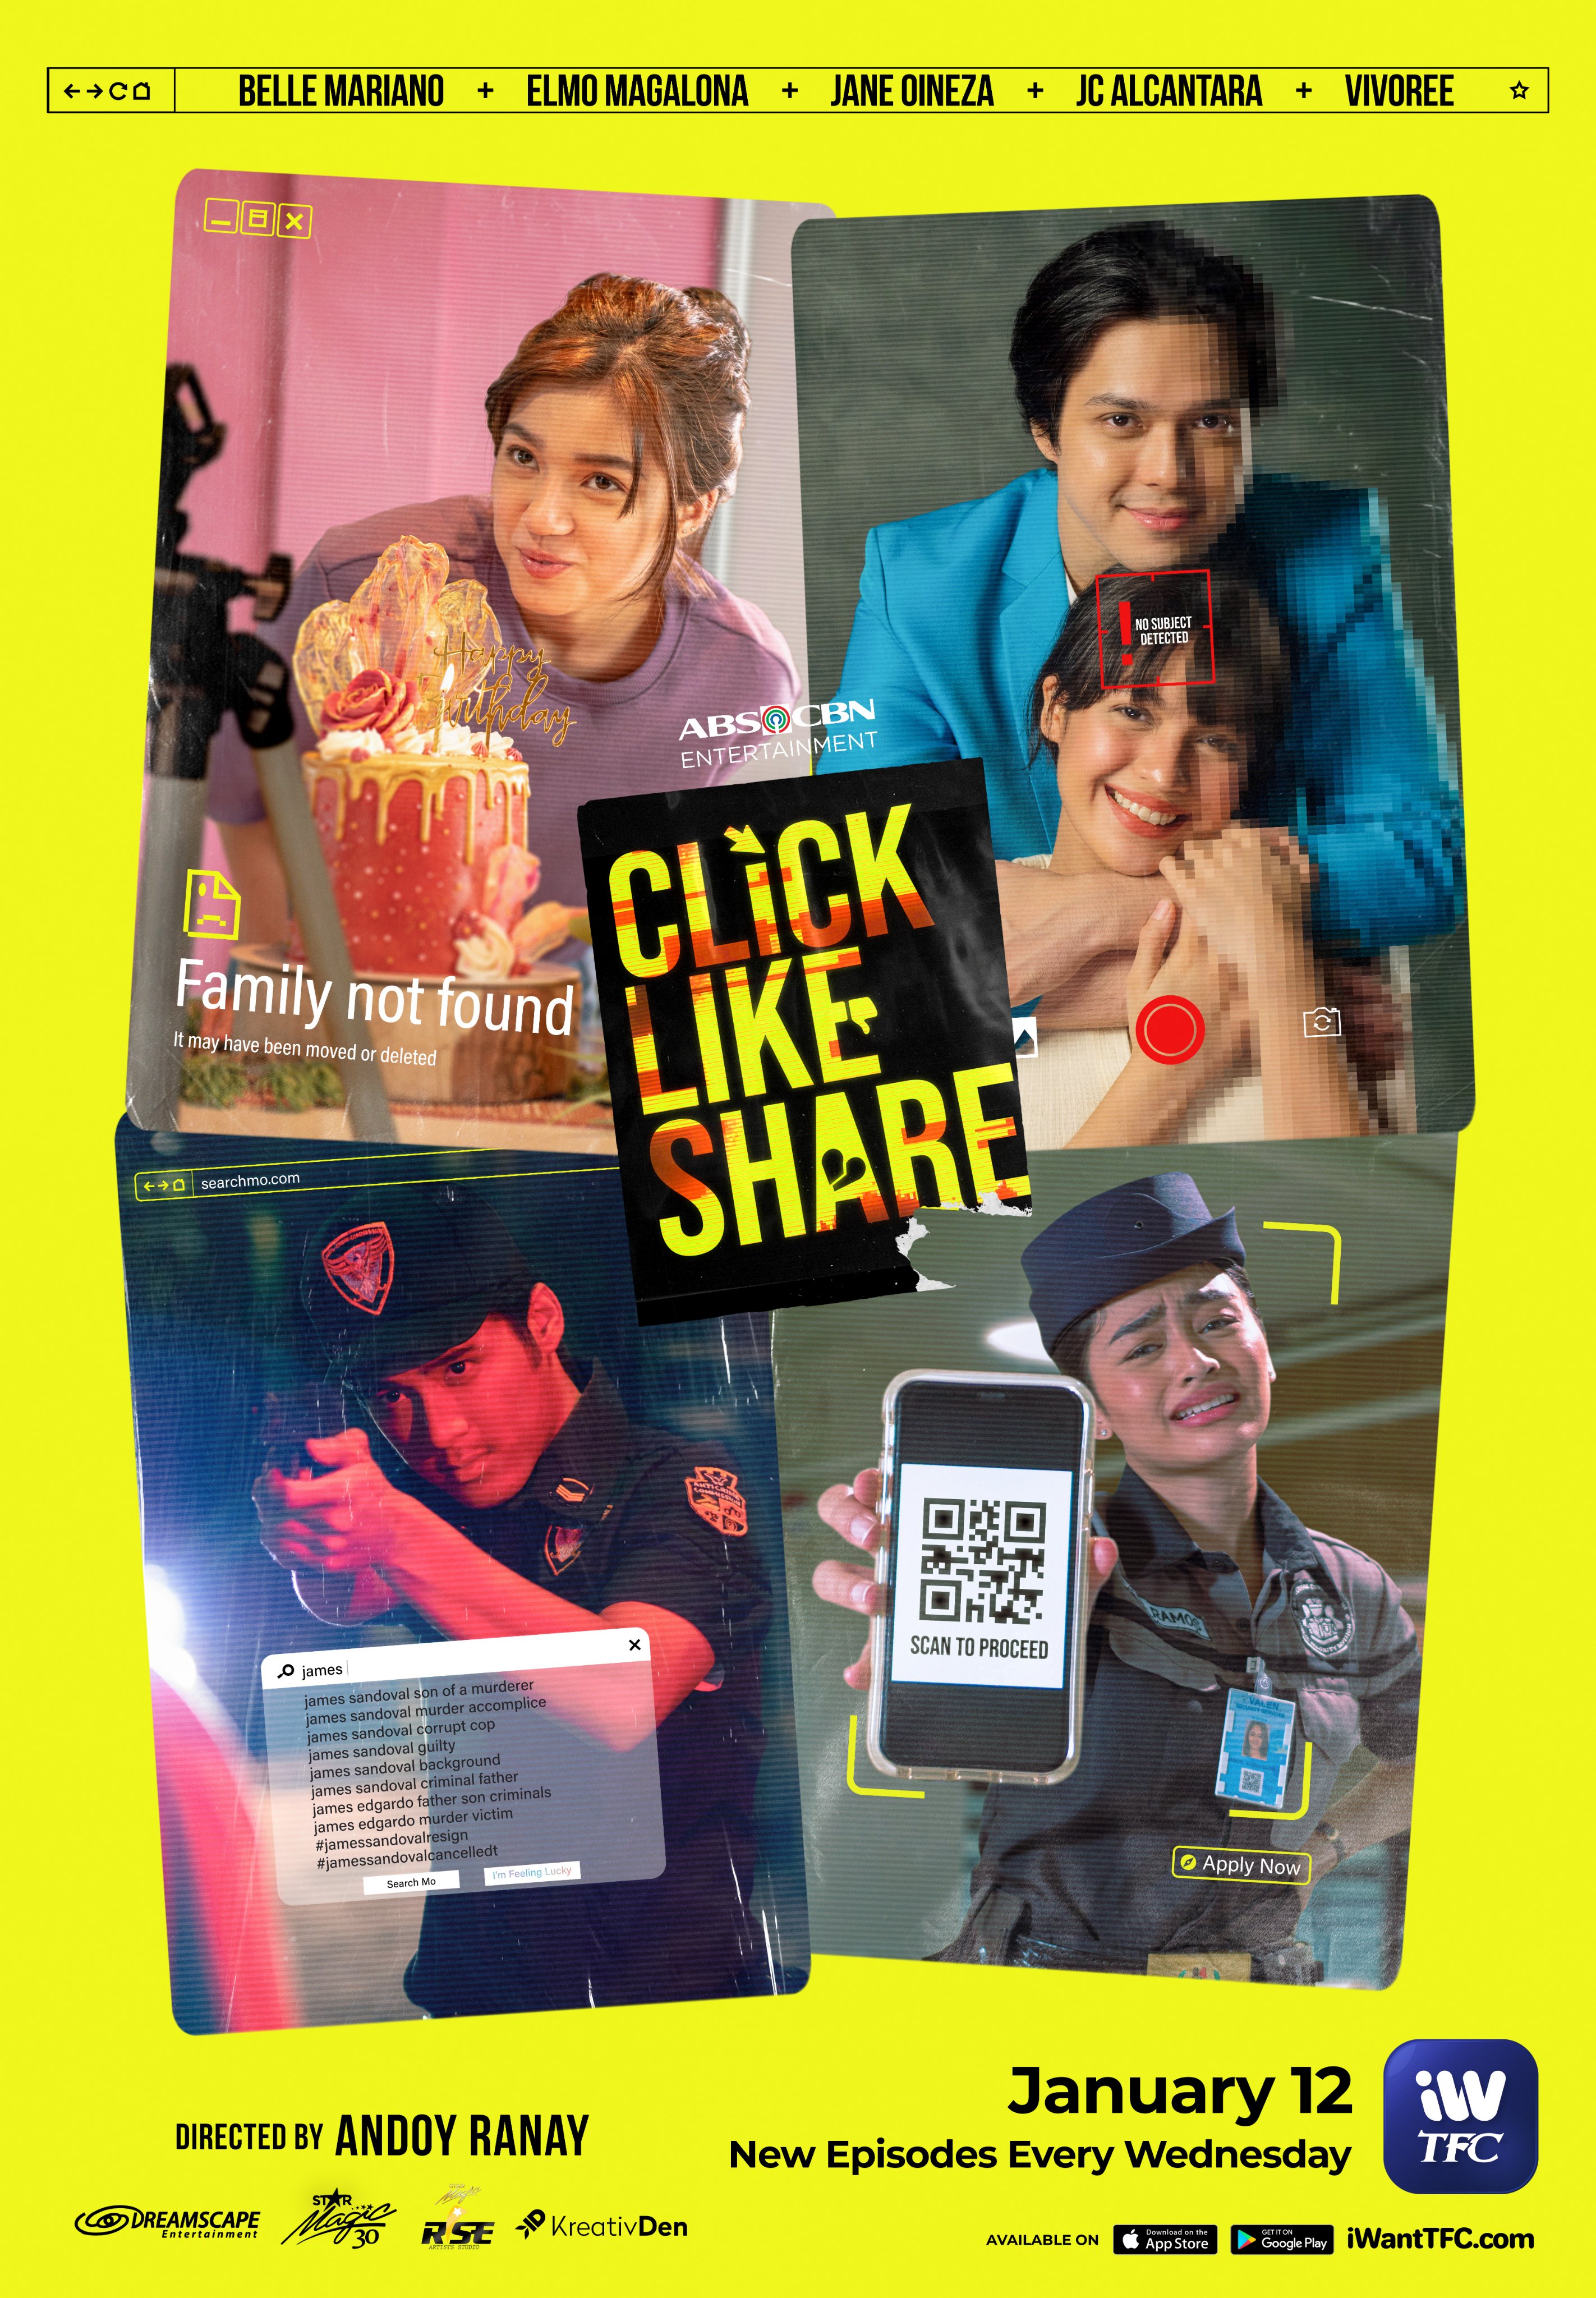 BELLE MARIANO + ELMO MAGALONA + JANE OINEZA + JC ALCANTARA + VIVOREE
Happy
Birthday
Family not found
It may have been moved or deleted
NO SUBJECT
DETECTED
ABS CBN
ENTERTAINMENT
CLiCK
LIKE
SHARE
searchmo.com
james
james sandoval son of a murderer
james sandoval murder accomplice
james sandoval corrupt cop
james sandoval guilty
james sandoval background
james sandoval criminal father
james edgardo father son criminals
james edgardo murder victim
#jamessandovalresign
#jamessandovalcancelledt
Search Mo
I'm Feeling Lucky
SCAN TO PROCEED
RAMOS
Apply Now
DIRECTED BY ANDOY RANAY
January 12
New Episodes Every Wednesday
iW
TFC
DREAMSCAPE
Entertainment
STAR
Magic
30
RISE
ARTISTS STUDIO
KreativDen
AVAILABLE ON
Download on the
App Store
GET IT ON
Google Play
iWantTFC.com